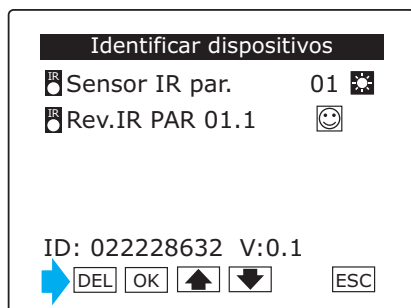 Identificar dispositivos
IR Sensor IR par. 01
IR Rev.IR PAR 01.1
ID: 022228632 V:0.1
DEL OK ESC